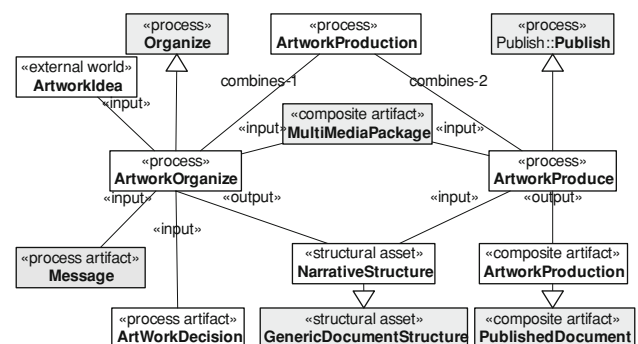 «process»
Organize
«process»
ArtworkProduction
«process»
Publish::Publish
«external world»
ArtworkIdea
combines-1
combines-2
«input»
«composite artifact»
MultiMediaPackage
«input»
«input»
«process»
ArtworkOrganize
«process»
ArtworkProduce
«input»
«output»
«input»
«output»
«input»
«process artifact»
Message
«structural asset»
NarrativeStructure
«composite artifact»
ArtworkProduction
«process artifact»
ArtWorkDecision
«structural asset»
GenericDocumentStructure
«composite artifact»
PublishedDocument